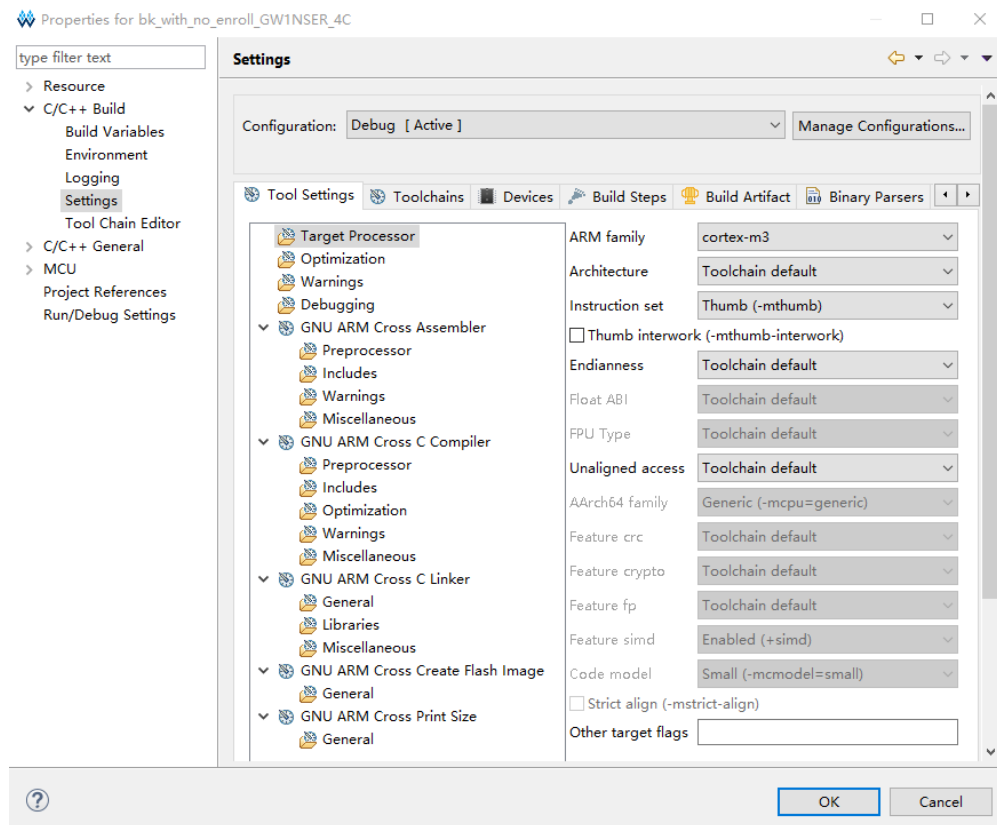 Properties for bk_with_no_enroll_GW1NSER_4C
type filter text
Resource
C/C++ Build
Build Variables
Environment
Logging
Settings
Tool Chain Editor
C/C++ General
MCU
Project References
Run/Debug Settings
Settings
Configuration: Debug [ Active ] Manage Configurations...
Tool Settings Toolchains Devices Build Steps Build Artifact Binary Parsers
Target Processor
Optimization
Warnings
Debugging
GNU ARM Cross Assembler
Preprocessor
Includes
Warnings
Miscellaneous
GNU ARM Cross C Compiler
Preprocessor
Includes
Optimization
Warnings
Miscellaneous
GNU ARM Cross C Linker
General
Libraries
Miscellaneous
GNU ARM Cross Create Flash Image
General
GNU ARM Cross Print Size
General
ARM family cortex-m3
Architecture Toolchain default
Instruction set Thumb (-mthumb)
Thumb interwork (-mthumb-interwork)
Endianness Toolchain default
Float ABI Toolchain default
FPU Type Toolchain default
Unaligned access Toolchain default
AArch64 family Generic (-mcpu=generic)
Feature crc Toolchain default
Feature crypto Toolchain default
Feature fp Toolchain default
Feature simd Enabled (+simd)
Code model Small (-mcmodel=small)
Strict align (-mstrict-align)
Other target flags
OK Cancel